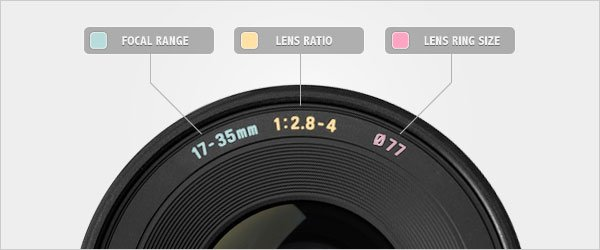 FOCAL RANGE
LENS RATIO
LENS RING SIZE
17-35mm
1:2.8-4
Ø77